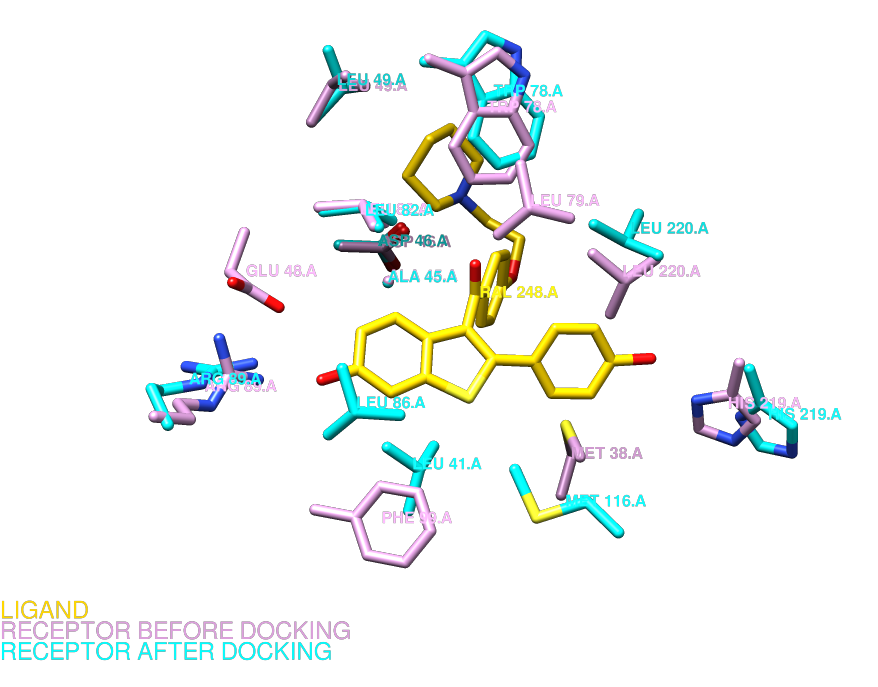 LEU 49.A
LEU 49.A
TRP 78.A
TRP 78.A
LEU 79.A
LEU 82.A
ASP 46.A
LEU 220.A
GLU 48.A
ALA 45.A
LEU 220.A
RAL 248.A
ARG 89.A
ARG 89.A
LEU 86.A
HIS 219.A
HIS 219.A
MET 38.A
LEU 41.A
MET 116.A
PHE
LIGAND
RECEPTOR BEFORE DOCKING
RECEPTOR AFTER DOCKING